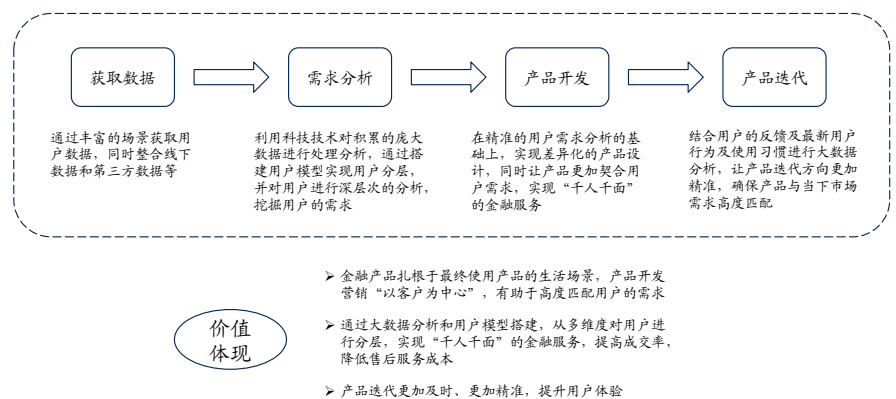 获取数据
需求分析
产品开发
产品迭代
通过丰富的场景获取用
户数据，同时整合线下
数据和第三方数据等
利用科技技术对积累的庞大
数据进行处理分析，通过搭
建用户模型实现用户分层，
并对用户进行深层次的分析，
挖掘用户的需求
在精准的用户需求分析的基
础上，实现差异化的产品设
计，同时让产品更加契合用
户需求，实现“千人千面”
的金融服务
结合用户的反馈及最新用户
行为及使用习惯进行大数据
分析，让产品迭代方向更加
精准，确保产品与当下市场
需求高度匹配
价值
体现
➢ 金融产品扎根于最终使用产品的生活场景，产品开发
营销“以客户为中心”，有助于高度匹配用户的需求
➢ 通过大数据分析和用户模型搭建，从多维度对用户进
行分层，实现“千人千面”的金融服务，提高成交率，
降低售后服务成本
➢ 产品迭代更加及时、更加精准，提升用户体验